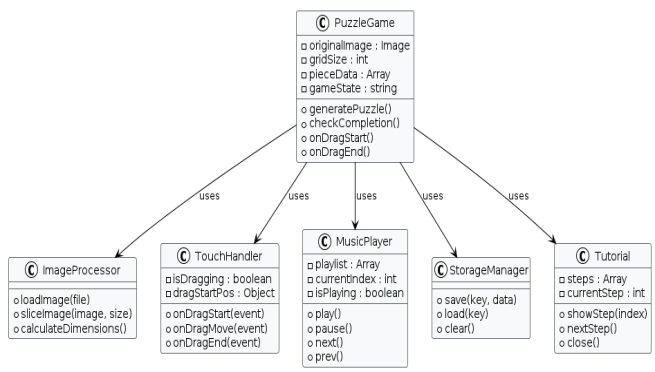 C PuzzleGame
originalImage : Image
gridSize : int
pieceData : Array
gameState : string
generatePuzzle()
checkCompletion()
onDragStart()
onDragEnd()
uses
uses
uses
uses
uses
C ImageProcessor
loadImage(file)
sliceImage(image, size)
calculateDimensions()
C TouchHandler
isDragging : boolean
dragStartPos : Object
onDragStart(event)
onDragMove(event)
onDragEnd(event)
C MusicPlayer
playlist : Array
currentIndex : int
isPlaying : boolean
play()
pause()
next()
prev()
C StorageManager
save(key, data)
load(key)
clear()
C Tutorial
steps : Array
currentStep : int
showStep(index)
nextStep()
close()